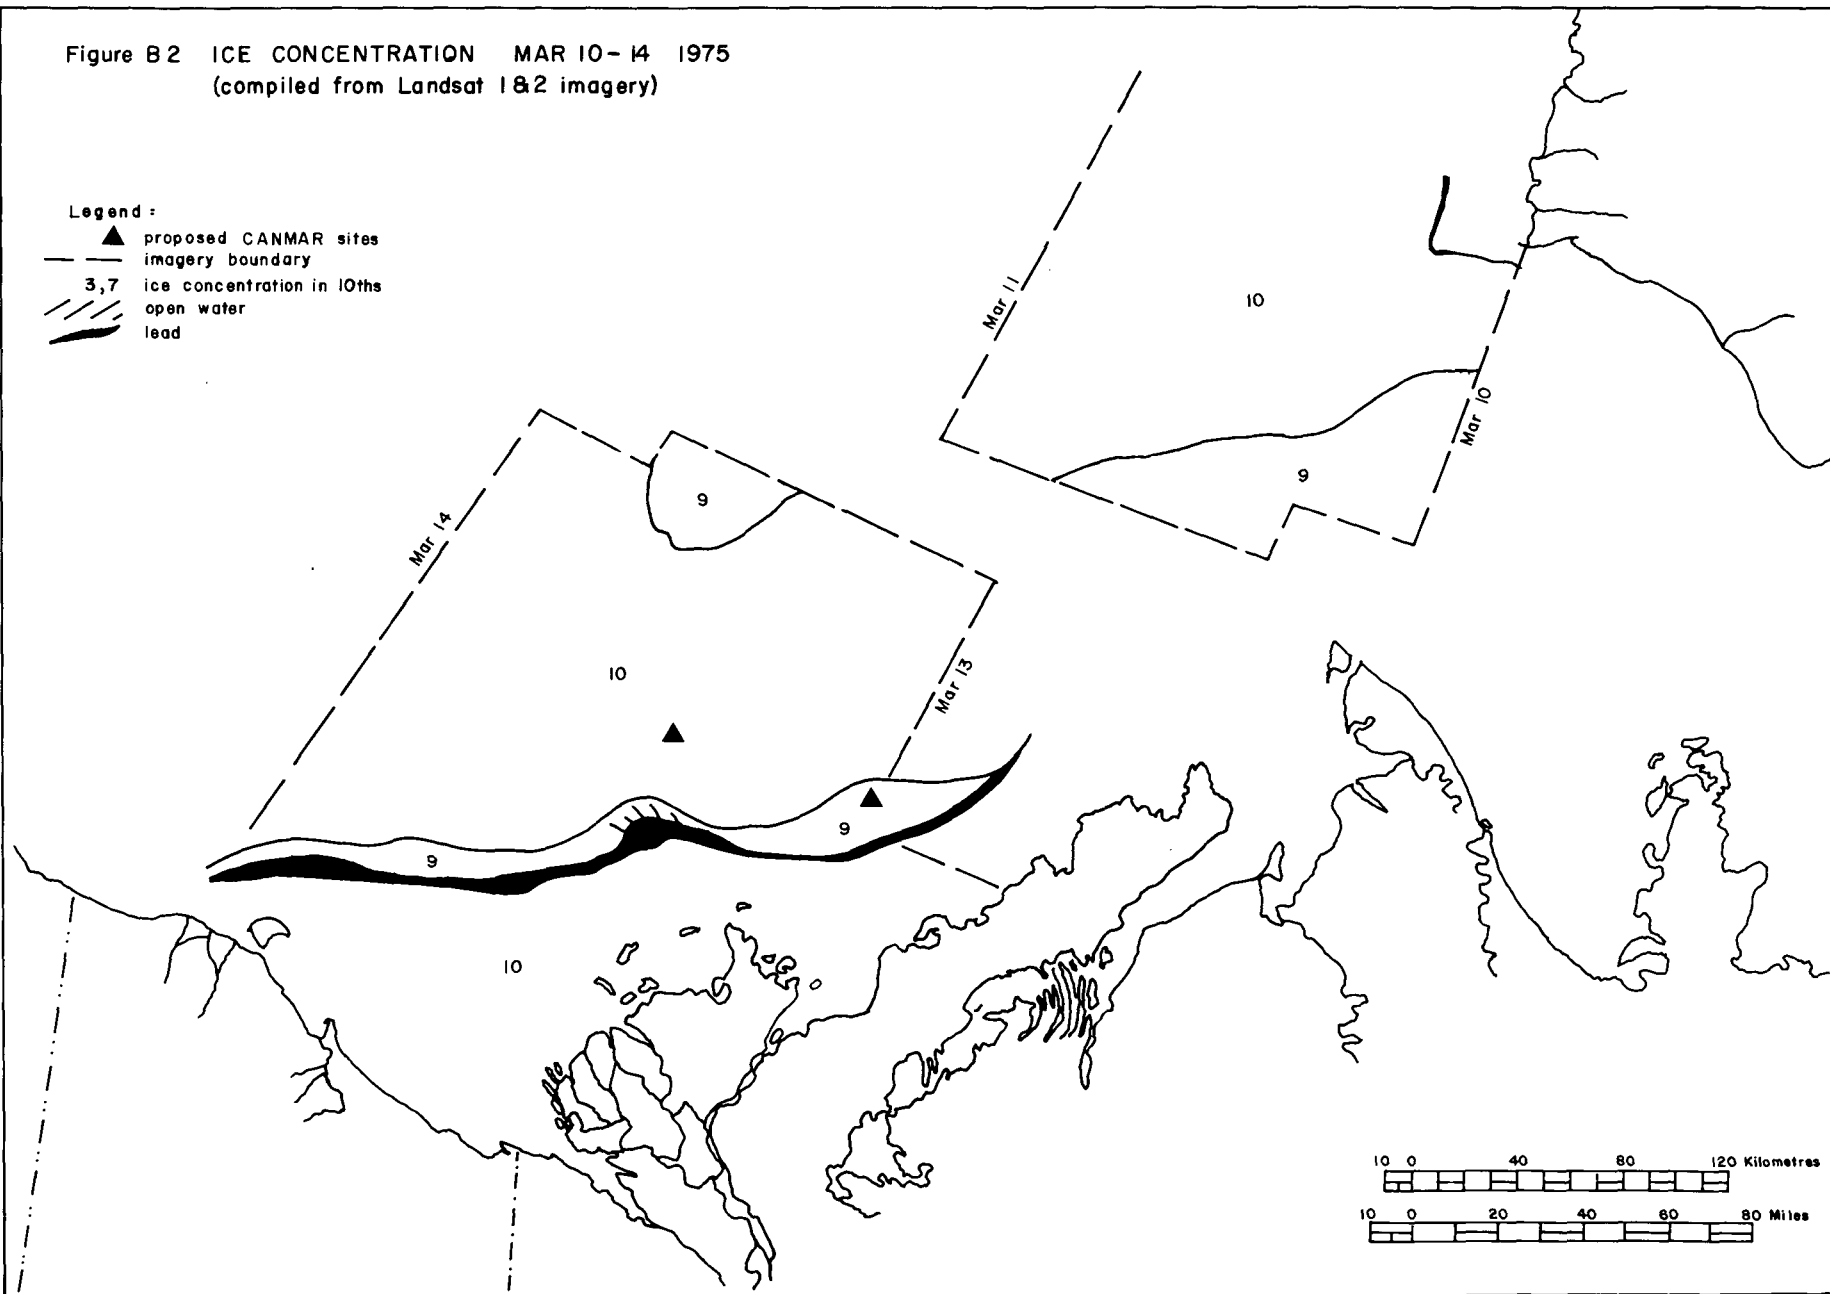 Figure B 2 ICE CONCENTRATION MAR 10-14 1975
(compiled from Landsat 1 & 2 imagery)
Legend :
proposed CANMAR sites
imagery boundary
3,7 ice concentration in 10ths
open water
lead
Mar 11
10
Mar 10
9
Mar 14
9
10
Mar 13
9
9
10
10 0 40 80 120 Kilometres
10 0 20 40 60 80 Miles